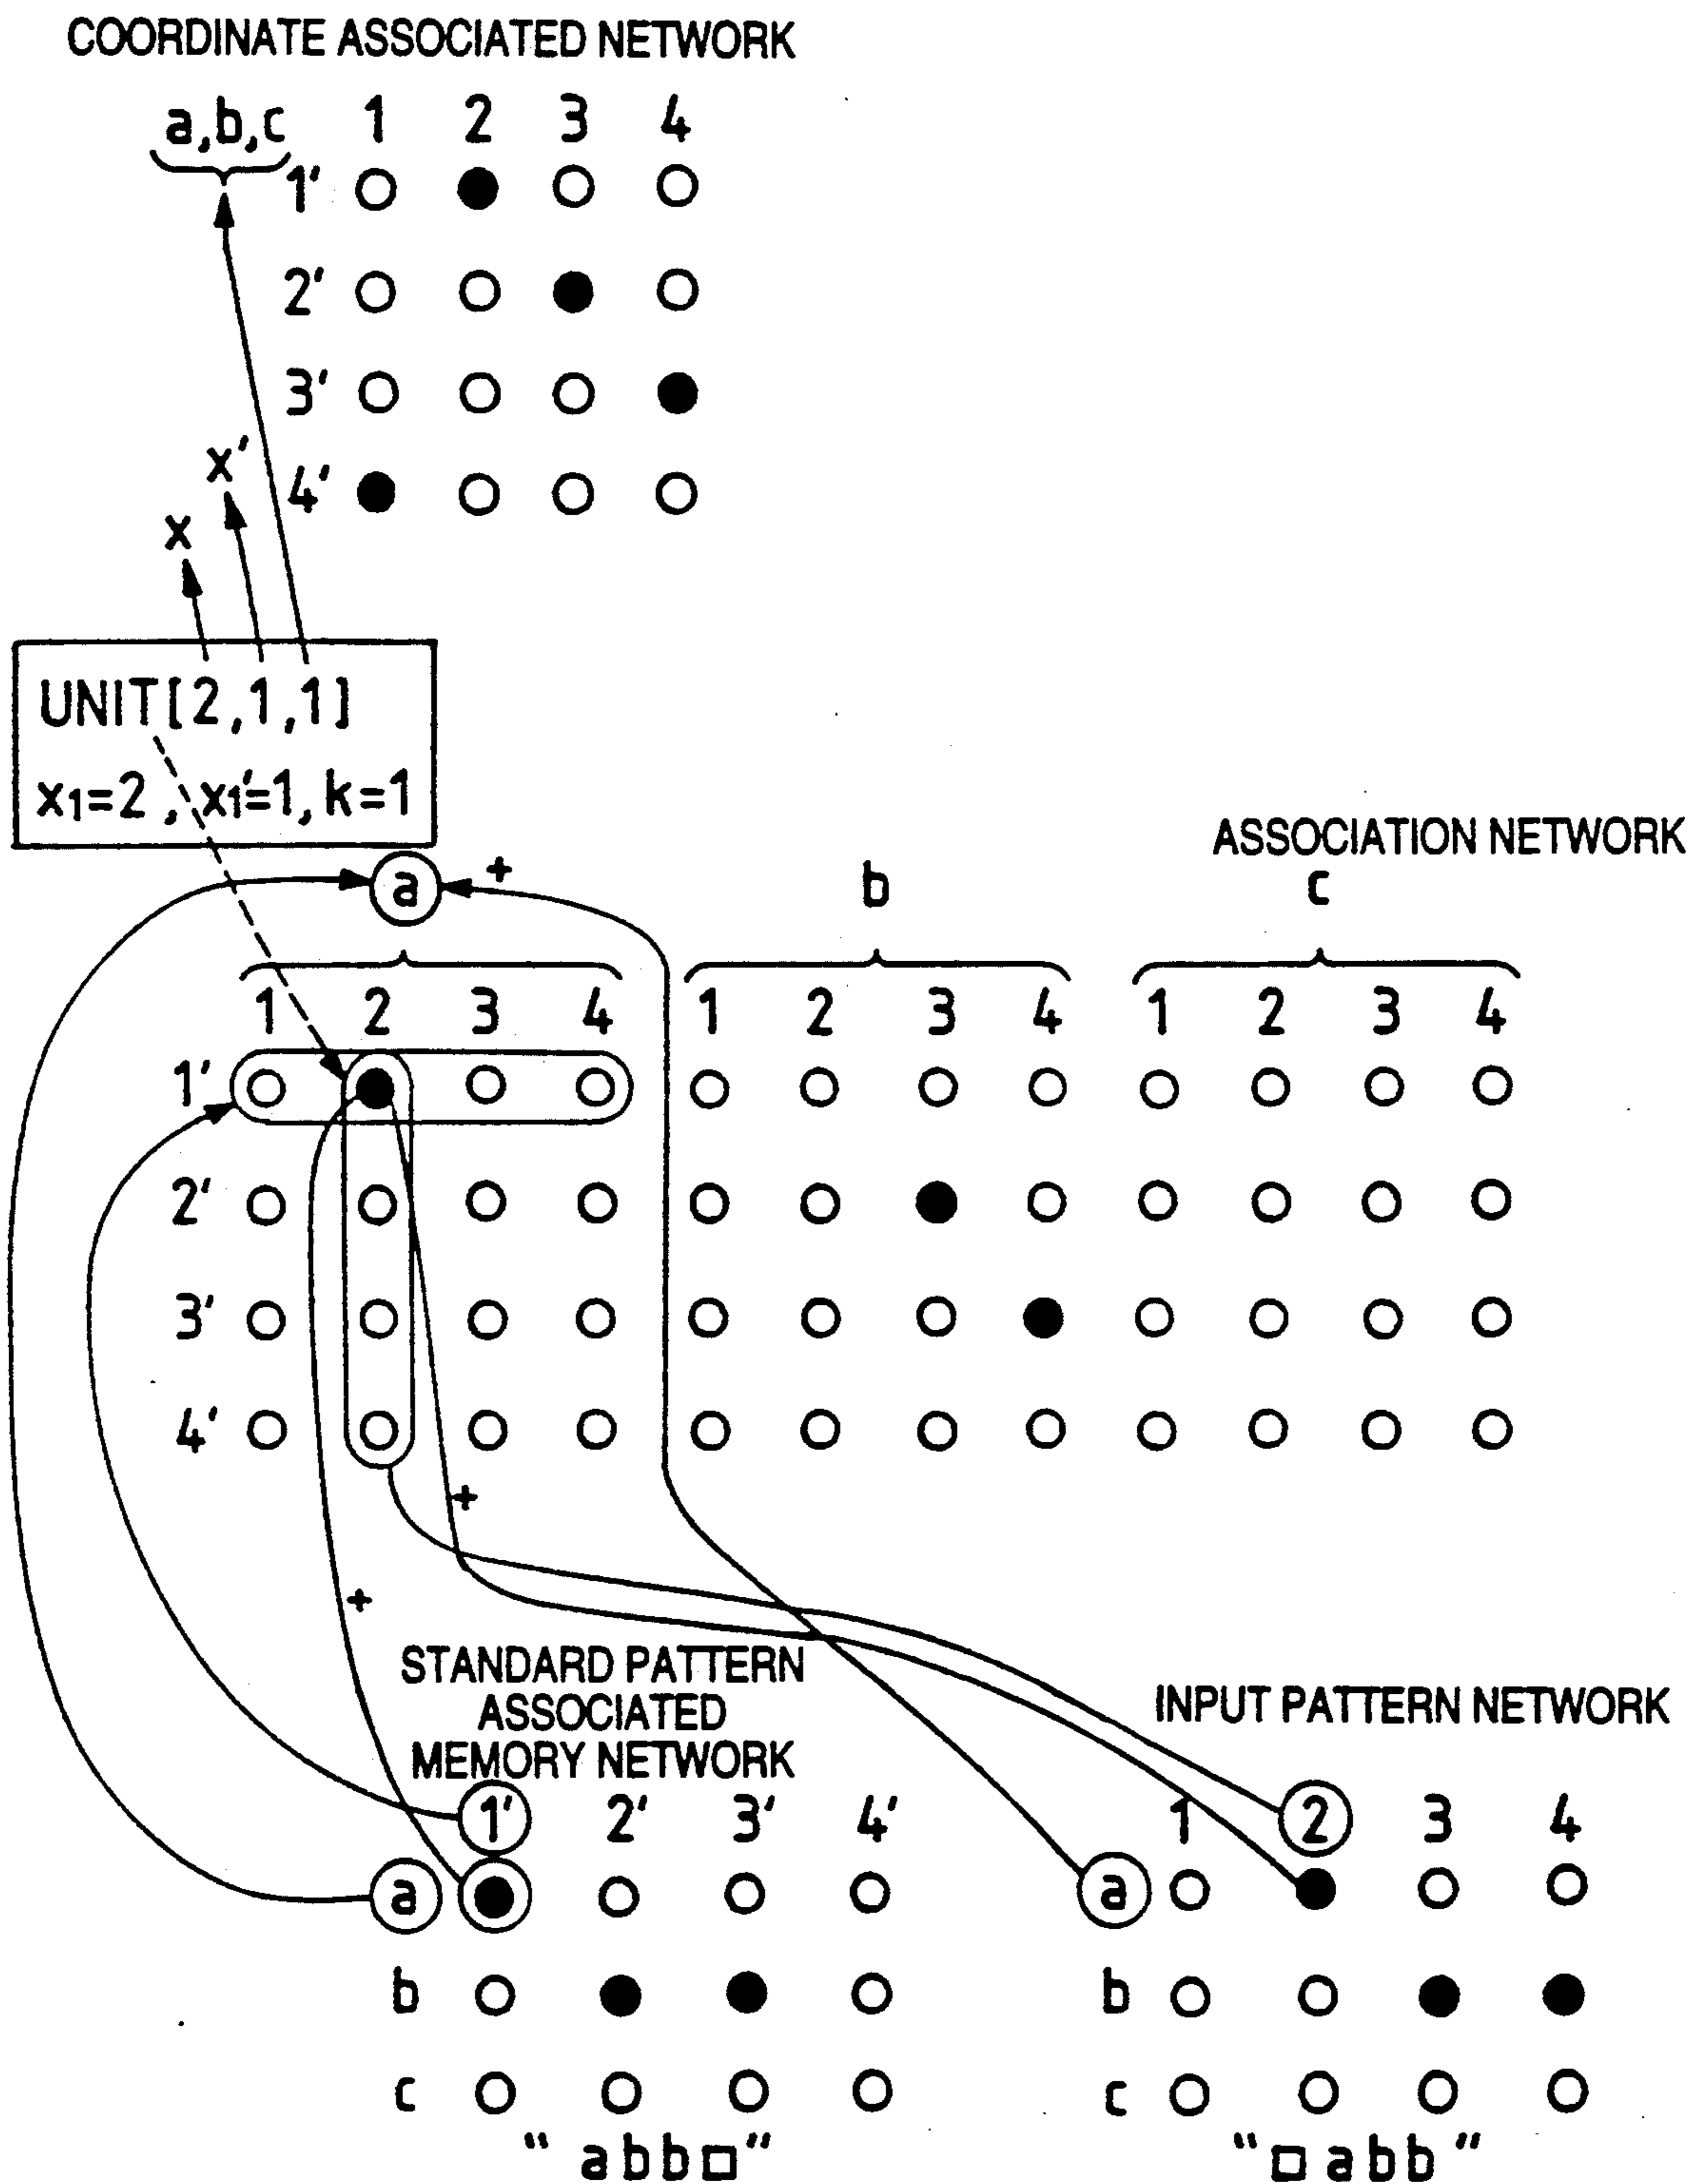 COORDINATE ASSOCIATED NETWORK
a,b,c 1 2 3 4
1'
2'
3'
4'
x'
x
UNIT[2,1,1]
x1=2, x1'=1, k=1
ASSOCIATION NETWORK
a + b c
1 2 3 4 1 2 3 4 1 2 3 4
1'
2'
3'
4'
+
+
STANDARD PATTERN
ASSOCIATED
MEMORY NETWORK
1' 2' 3' 4'
a
b
c
"abb□"
INPUT PATTERN NETWORK
1 2 3 4
a
b
c
"□abb"